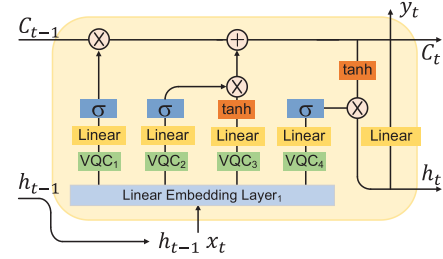 y_t
C_{t-1} × + C_t
tanh
σ σ × tanh σ ×
Linear Linear Linear Linear Linear
VQC_1 VQC_2 VQC_3 VQC_4
h_{t-1} Linear Embedding Layer_1 h_t
h_{t-1} x_t